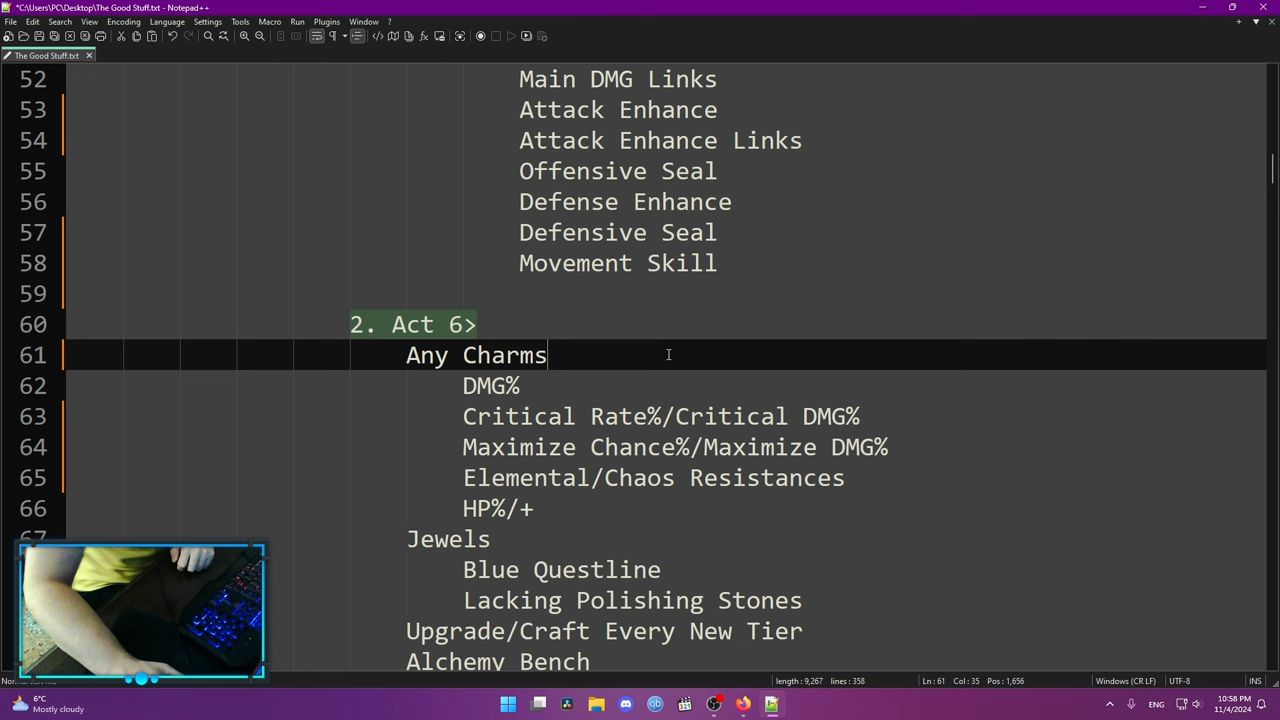 *C:\Users\PC\Desktop\The Good Stuff.txt - Notepad++
File Edit Search View Encoding Language Settings Tools Macro Run Plugins Window ?
The Good Stuff.txt
52 Main DMG Links
53 Attack Enhance
54 Attack Enhance Links
55 Offensive Seal
56 Defense Enhance
57 Defensive Seal
58 Movement Skill
59
60 2. Act 6>
61 Any Charms
62 DMG%
63 Critical Rate%/Critical DMG%
64 Maximize Chance%/Maximize DMG%
65 Elemental/Chaos Resistances
66 HP%/+
67 Jewels
Blue Questline
Lacking Polishing Stones
Upgrade/Craft Every New Tier
Alchemy Bench
length : 9,267 lines : 358 Ln : 61 Col : 35 Pos : 1,656 Windows (CR LF) UTF-8 INS
6°C
Mostly cloudy
ENG
10:58 PM
11/4/2024